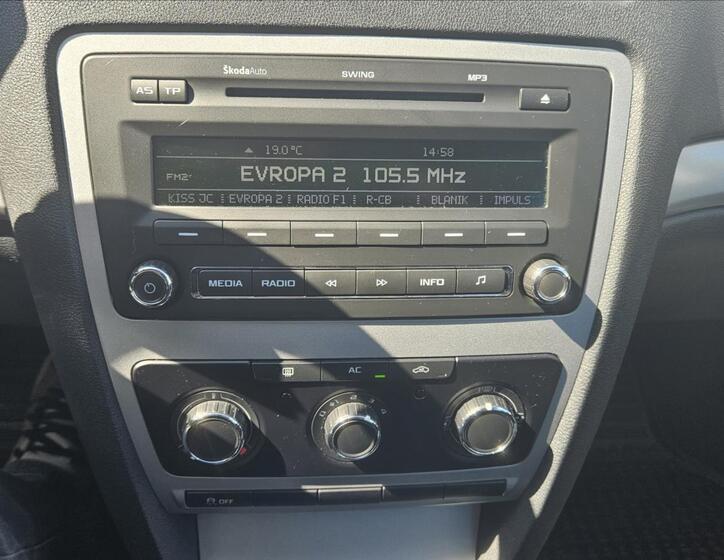 ŠkodaAuto SWING MP3
AS TP
19.0°C 14:58
FM2 EVROPA 2 105.5 MHz
KISS JC EVROPA 2 RADIO F1 R-CB BLANIK IMPULS
MEDIA RADIO INFO
AC
OFF